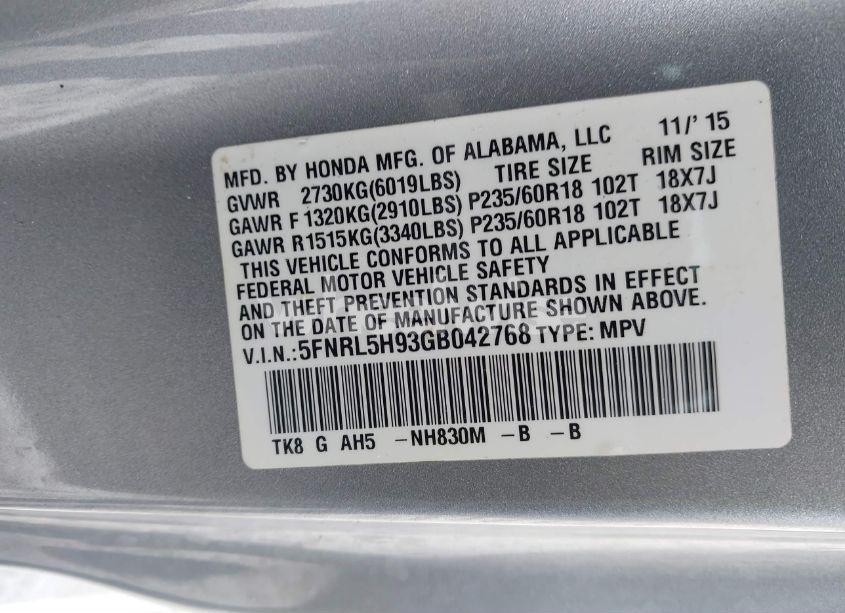 MFD. BY HONDA MFG. OF ALABAMA, LLC 11/' 15
GVWR 2730KG(6019LBS) TIRE SIZE RIM SIZE
GAWR F 1320KG(2910LBS) P235/60R18 102T 18X7J
GAWR R1515KG(3340LBS) P235/60R18 102T 18X7J
THIS VEHICLE CONFORMS TO ALL APPLICABLE
FEDERAL MOTOR VEHICLE SAFETY
AND THEFT PREVENTION STANDARDS IN EFFECT
ON THE DATE OF MANUFACTURE SHOWN ABOVE.
V.I.N.:5FNRL5H93GB042768 TYPE: MPV
TK8 G AH5 -NH830M -B -B